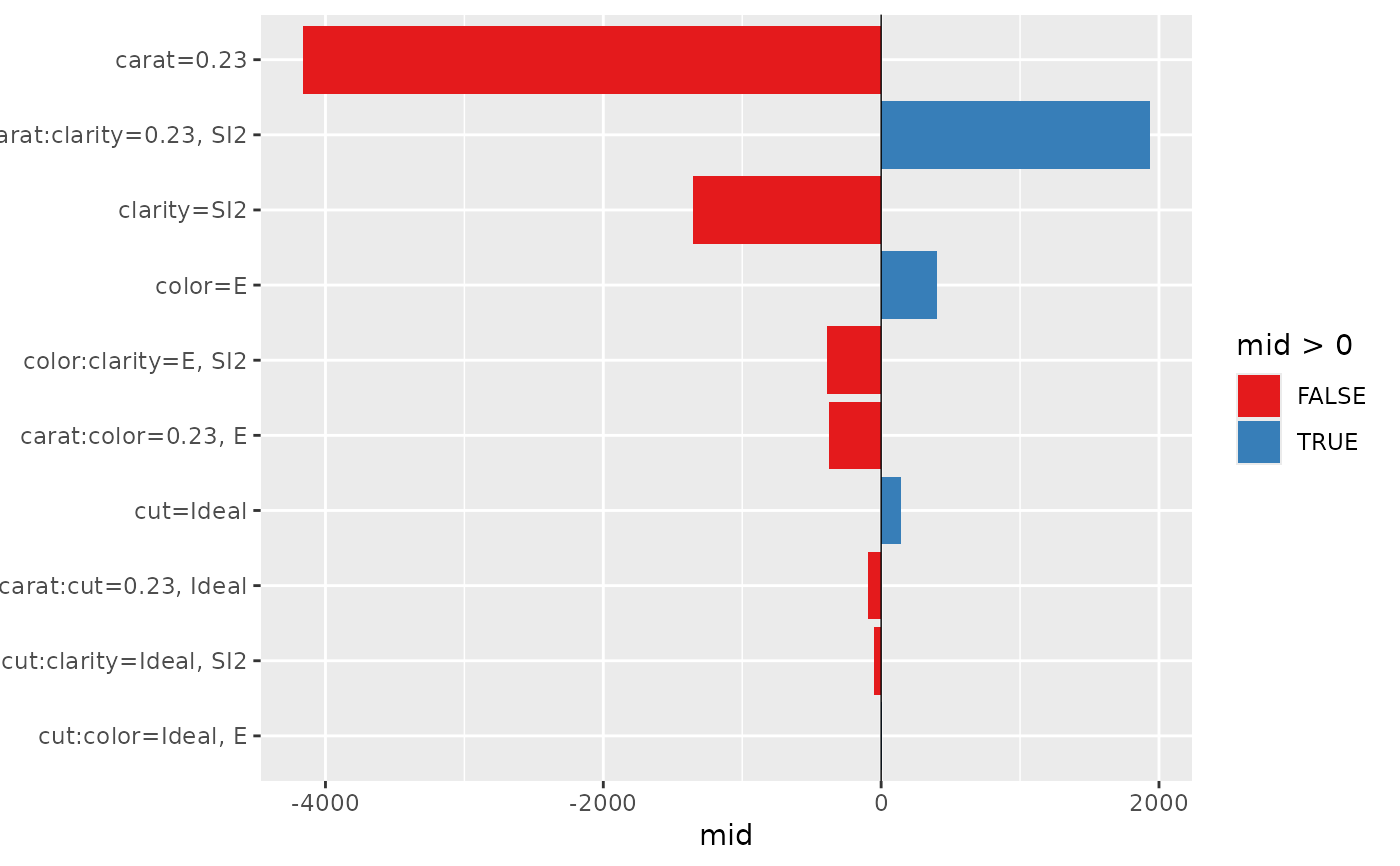 carat=0.23
arat:clarity=0.23, SI2
clarity=SI2
color=E
color:clarity=E, SI2
carat:color=0.23, E
cut=Ideal
carat:cut=0.23, Ideal
cut:clarity=Ideal, SI2
cut:color=Ideal, E
-4000 -2000 0 2000
mid
mid > 0
FALSE
TRUE